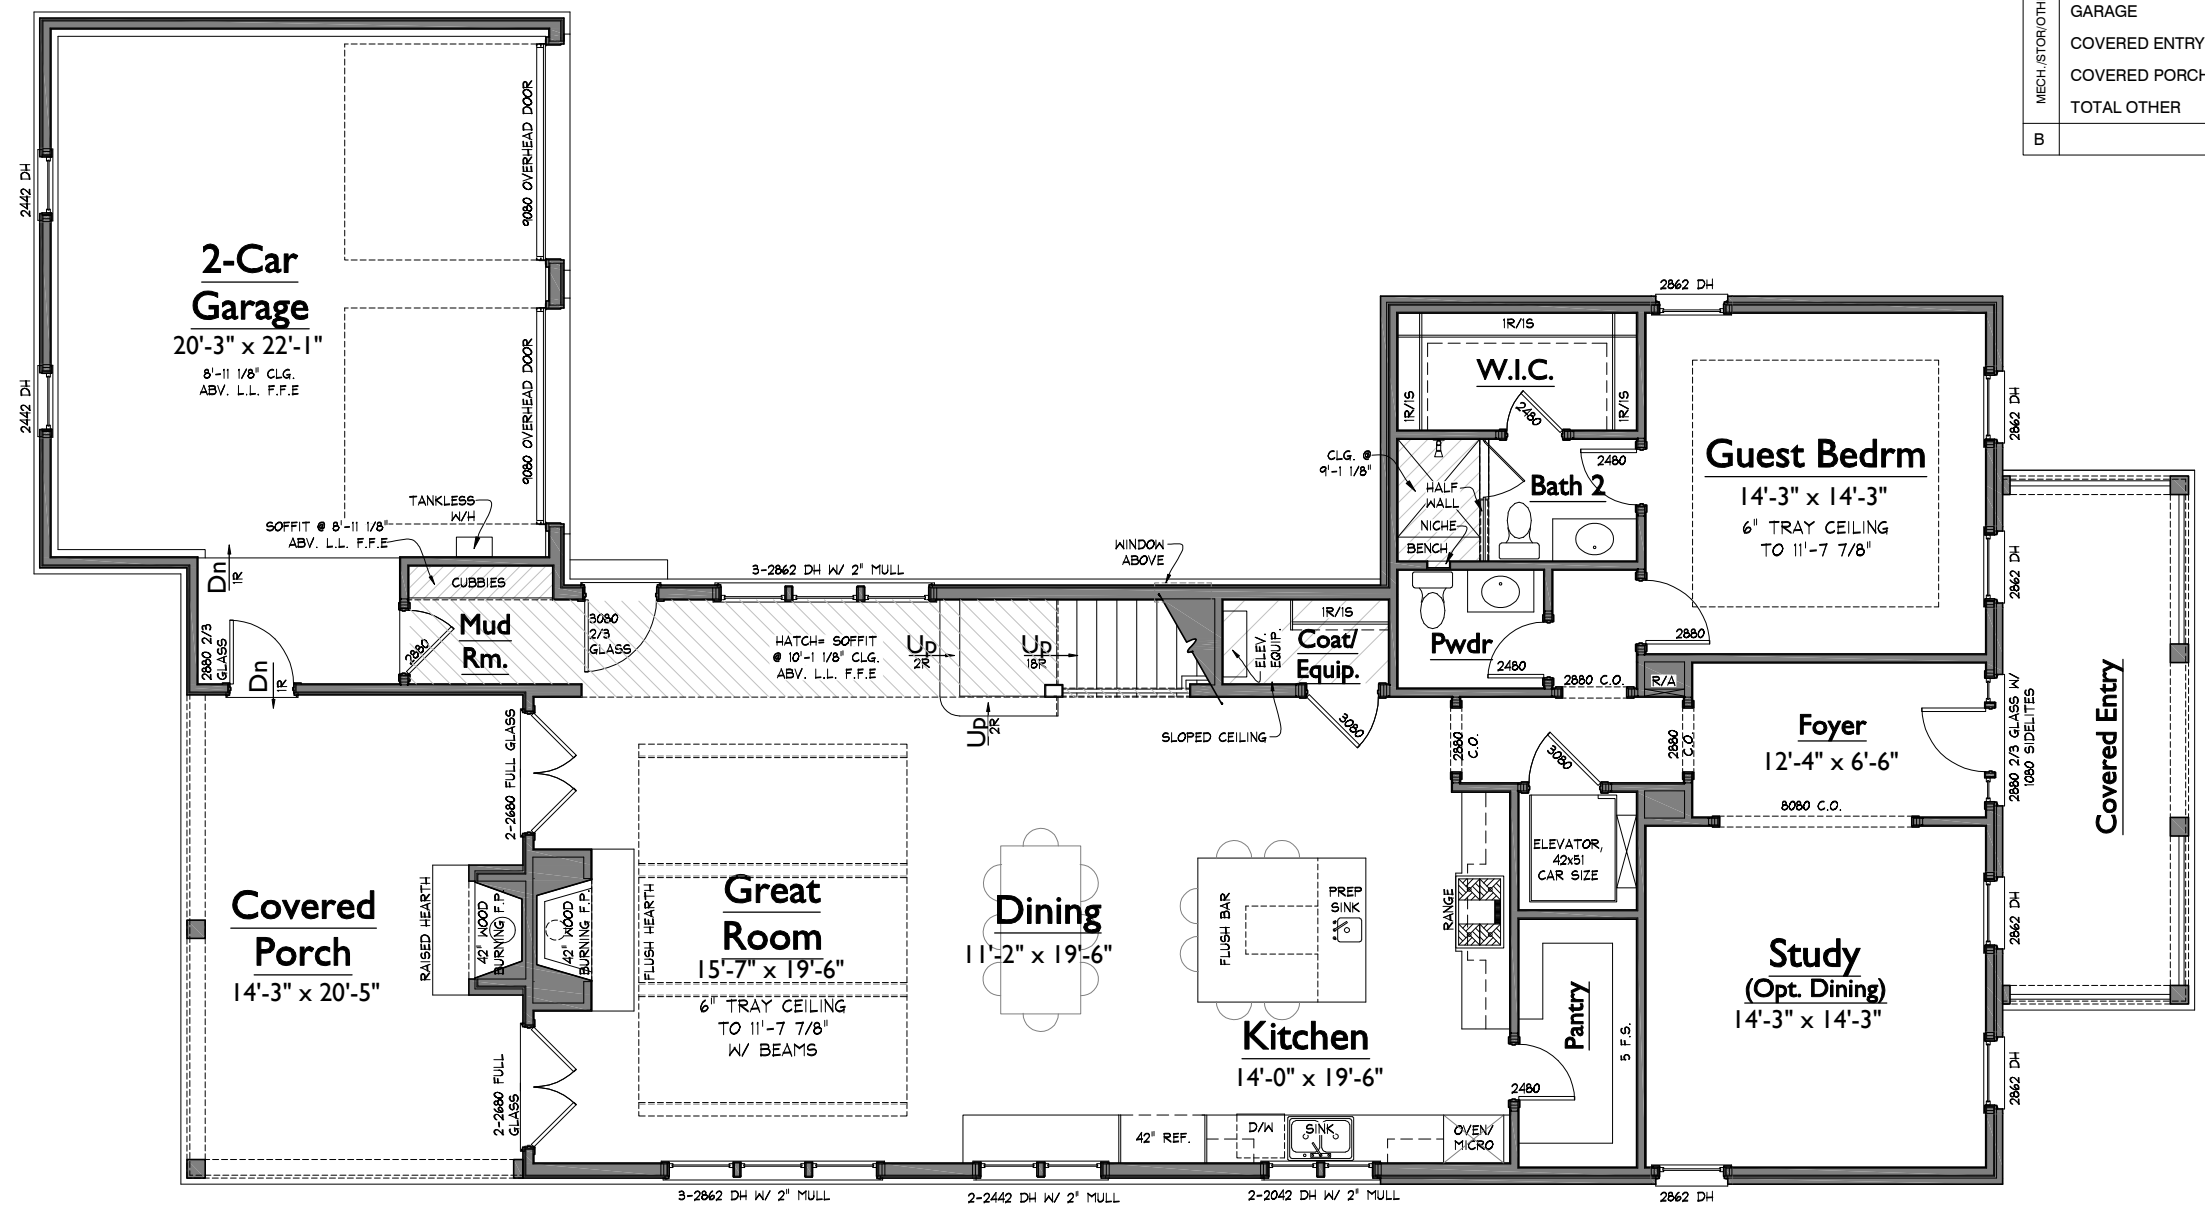 MECH./STOR/OTH
GARAGE
COVERED ENTRY
COVERED PORCH
TOTAL OTHER
B
2442 DH
2442 DH
2-Car
Garage
20'-3" x 22'-1"
8'-11 1/8" CLG.
ABV. L.L. F.F.E
9080 OVERHEAD DOOR
9080 OVERHEAD DOOR
TANKLESS
W/H
SOFFIT @ 8'-11 1/8"
ABV. L.L. F.F.E
CUBBIES
Dn
1R
2880 2/3
GLASS
Dn
1R
2880
Mud
Rm.
3080
2/3
GLASS
3-2862 DH W/ 2" MULL
HATCH= SOFFIT
@ 10'-1 1/8" CLG.
ABV. L.L. F.F.E
Up
2R
Up
18R
Up
2R
WINDOW
ABOVE
ELEV.
EQUIP.
1R/1S
Coat/
Equip.
3080
SLOPED CEILING
2862 DH
1R/1S
1R/1S
1R/1S
W.I.C.
2480
CLG. @
9'-1 1/8"
HALF
WALL
NICHE
BENCH
Bath 2
2480
Guest Bedrm
14'-3" x 14'-3"
6" TRAY CEILING
TO 11'-7 7/8"
2862 DH
2862 DH
2880
Pwdr
2480
2880 C.O.
R/A
2880
C.O.
2880
C.O.
3080
Foyer
12'-4" x 6'-6"
8080 C.O.
2880 2/3 GLASS W/
1080 SIDELITES
Covered Entry
ELEVATOR,
42x51
CAR SIZE
2-2680 FULL GLASS
Covered
Porch
14'-3" x 20'-5"
RAISED HEARTH
42" WOOD
BURNING F.P.
42" WOOD
BURNING F.P.
FLUSH HEARTH
Great
Room
15'-7" x 19'-6"
6" TRAY CEILING
TO 11'-7 7/8"
W/ BEAMS
Dining
11'-2" x 19'-6"
FLUSH BAR
PREP
SINK
RANGE
Kitchen
14'-0" x 19'-6"
Pantry
5 F.S.
2480
Study
(Opt. Dining)
14'-3" x 14'-3"
2862 DH
2862 DH
2-2680 FULL
GLASS
42" REF.
D/W
SINK
OVEN/
MICRO
3-2862 DH W/ 2" MULL
2-2442 DH W/ 2" MULL
2-2042 DH W/ 2" MULL
2862 DH